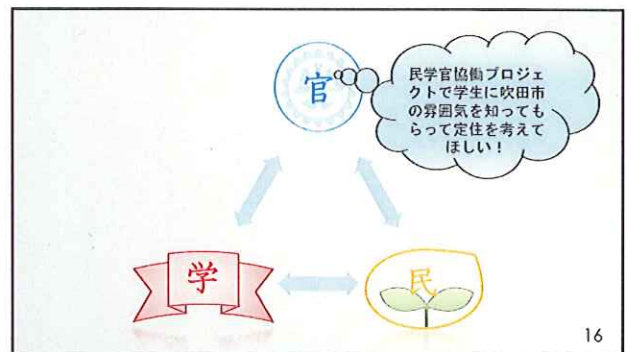 官
民学官協働プロジェ
クトで学生に吹田市
の雰囲気を知っても
らって定住を考えて
ほしい！
学
民
16